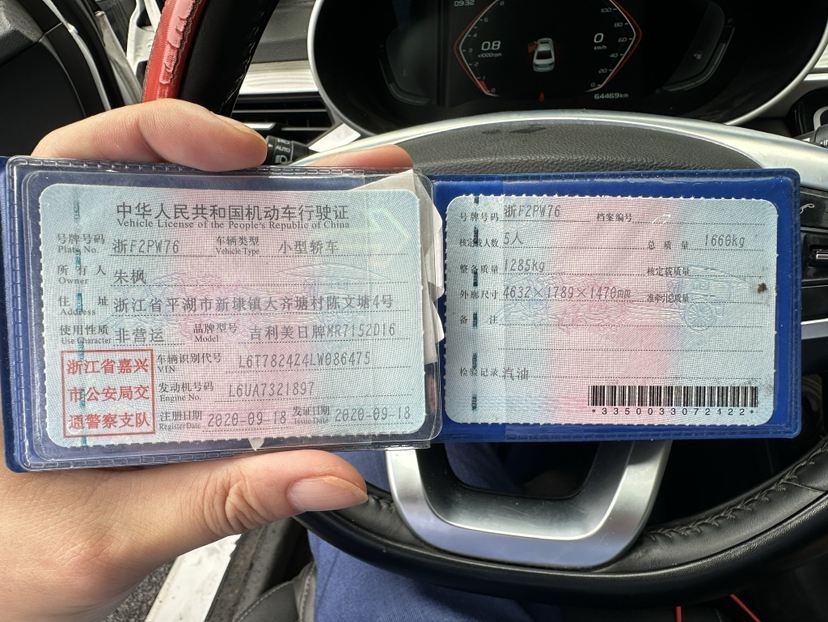 09:32
0.8
x1000rpm
0
km/h
64469km
中华人民共和国机动车行驶证
Vehicle License of the People's Republic of China
号牌号码 浙F2PW76 车辆类型 小型轿车
Plate No. Vehicle Type
所有人 朱枫
Owner
住址 浙江省平湖市新埭镇大齐塘村陈文塘4号
Address
使用性质 非营运 品牌型号 吉利美日牌MR7152D16
Use Character Model
浙江省嘉兴
市公安局交
通警察支队
车辆识别代号 L6T7824Z4LW086475
VIN
发动机号码 L6UA7321897
Engine No.
注册日期 2020-09-18 发证日期 2020-09-18
Register Date Issue Date
号牌号码 浙F2PW76 档案编号
核定载人数 5人 总质量 1660kg
整备质量 1285kg 核定载质量
外廓尺寸 4632×1789×1470mm 准牵引总质量
备注
检验记录 汽油
*3350033072422*